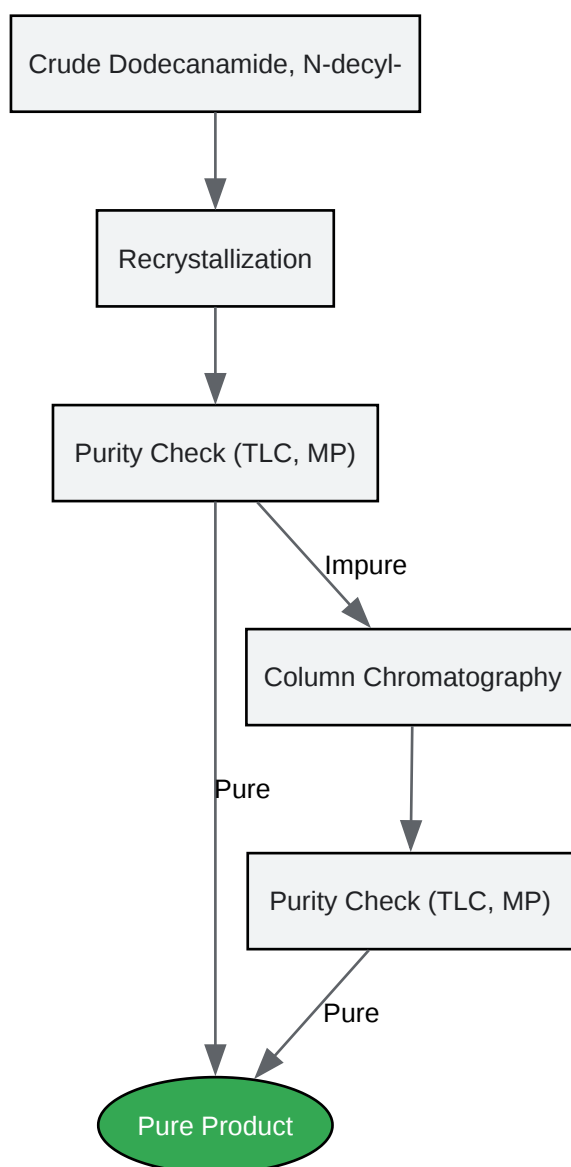 Crude Dodecanamide, N-decyl-
Recrystallization
Purity Check (TLC, MP)
Impure
Column Chromatography
Pure
Purity Check (TLC, MP)
Pure
Pure Product